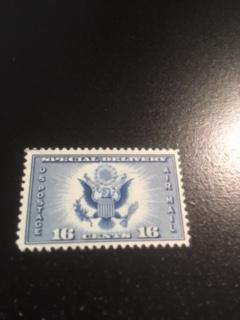 SPECIAL DELIVERY
U.S. POSTAGE
AIR MAIL
16 CENTS 16